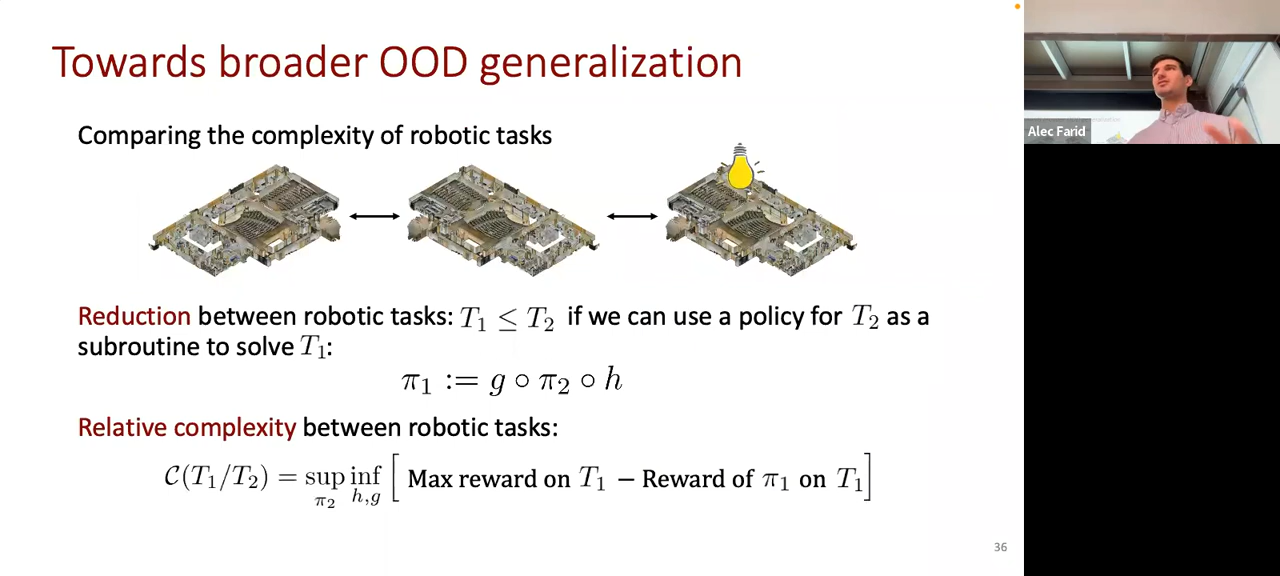 Towards broader OOD generalization
Comparing the complexity of robotic tasks
Reduction between robotic tasks: T₁ ≤ T₂ if we can use a policy for T₂ as a
subroutine to solve T₁:
π₁ := g ∘ π₂ ∘ h
Relative complexity between robotic tasks:
𝒞(T₁/T₂) = sup inf [ Max reward on T₁ − Reward of π₁ on T₁ ]
π₂ h,g
36
Alec Farid